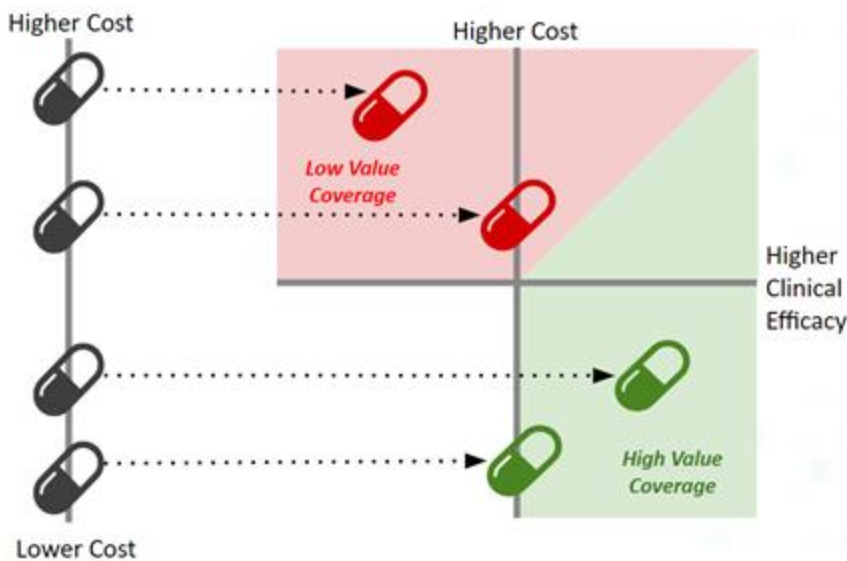 Higher Cost
Higher Cost
Low Value
Coverage
Higher
Clinical
Efficacy
High Value
Coverage
Lower Cost